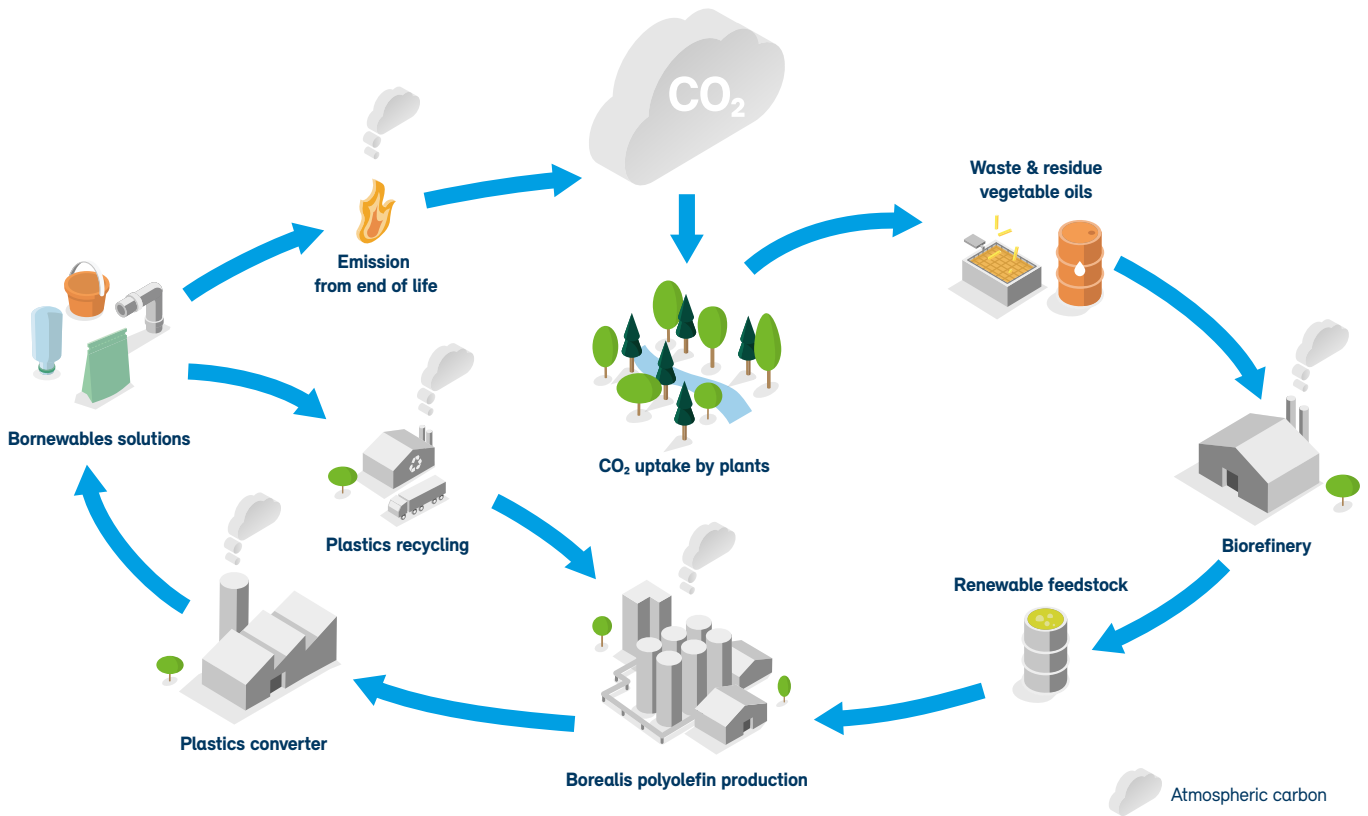 CO₂
Waste & residue
vegetable oils
Emission
from end of life
Bornewables solutions
CO₂ uptake by plants
Plastics recycling
Biorefinery
Renewable feedstock
Plastics converter
Borealis polyolefin production
Atmospheric carbon